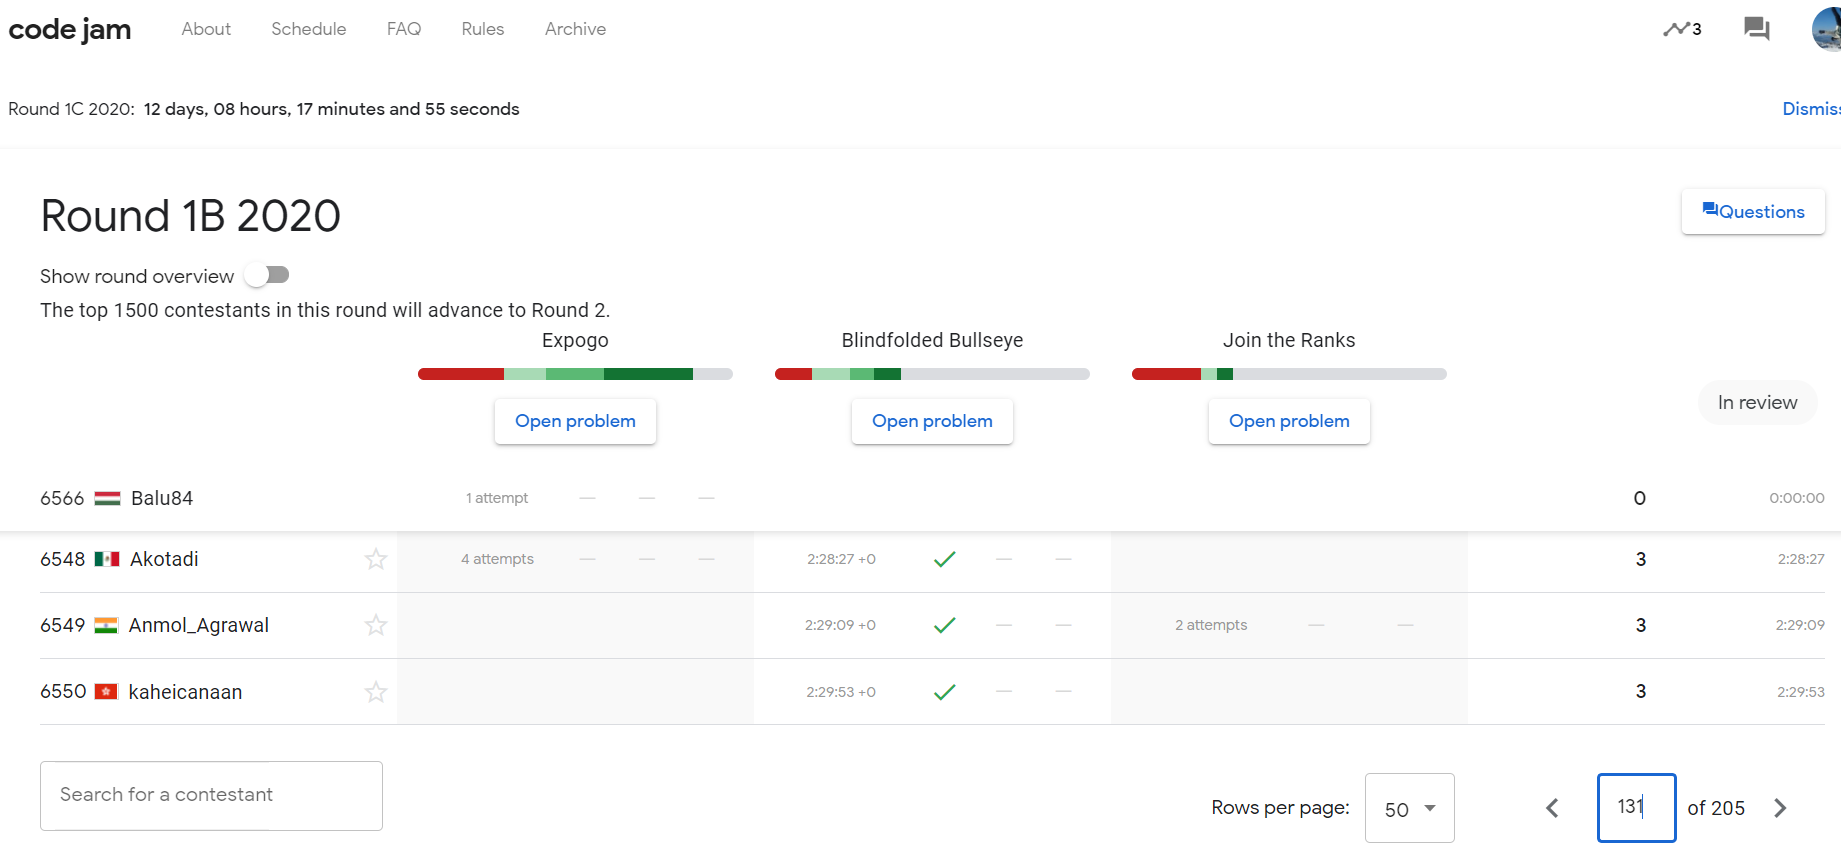 code jam About Schedule FAQ Rules Archive 3
Round 1C 2020: 12 days, 08 hours, 17 minutes and 55 seconds Dismiss
Round 1B 2020
Questions
Show round overview
The top 1500 contestants in this round will advance to Round 2.
Expogo Blindfolded Bullseye Join the Ranks
Open problem Open problem Open problem
In review
6566 Balu84 1 attempt — — — 0 0:00:00
6548 Akotadi 4 attempts — — — 2:28:27 +0 — — 3 2:28:27
6549 Anmol_Agrawal 2:29:09 +0 — — 2 attempts — — 3 2:29:09
6550 kaheicanaan 2:29:53 +0 — — 3 2:29:53
Search for a contestant
Rows per page: 50 131 of 205